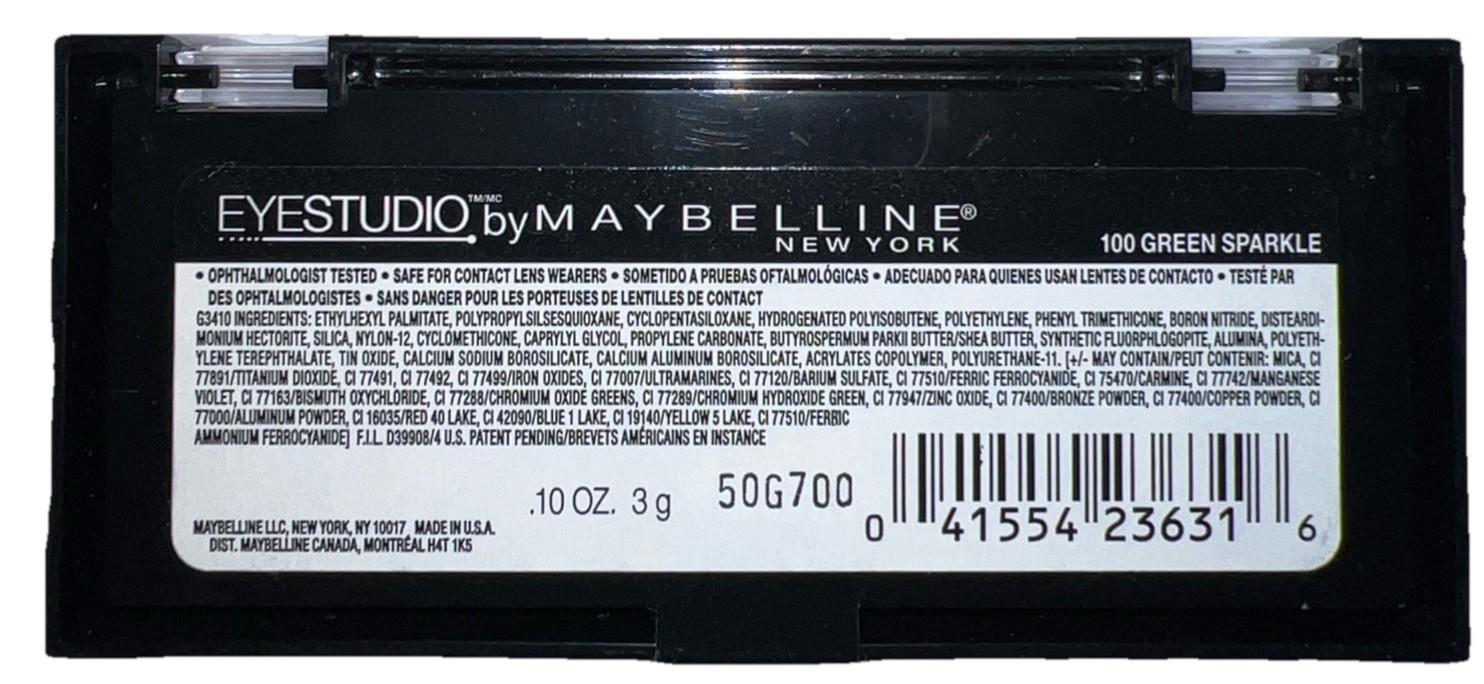 EYESTUDIO™/MC by MAYBELLINE®
NEW YORK
100 GREEN SPARKLE
• OPHTHALMOLOGIST TESTED • SAFE FOR CONTACT LENS WEARERS • SOMETIDO A PRUEBAS OFTALMOLÓGICAS • ADECUADO PARA QUIENES USAN LENTES DE CONTACTO • TESTÉ PAR
DES OPHTALMOLOGISTES • SANS DANGER POUR LES PORTEUSES DE LENTILLES DE CONTACT
G3410 INGREDIENTS: ETHYLHEXYL PALMITATE, POLYPROPYLSILSESQUIOXANE, CYCLOPENTASILOXANE, HYDROGENATED POLYISOBUTENE, POLYETHYLENE, PHENYL TRIMETHICONE, BORON NITRIDE, DISTEARDI-
MONIUM HECTORITE, SILICA, NYLON-12, CYCLOMETHICONE, CAPRYLYL GLYCOL, PROPYLENE CARBONATE, BUTYROSPERMUM PARKII BUTTER/SHEA BUTTER, SYNTHETIC FLUORPHLOGOPITE, ALUMINA, POLYETH-
YLENE TEREPHTHALATE, TIN OXIDE, CALCIUM SODIUM BOROSILICATE, CALCIUM ALUMINUM BOROSILICATE, ACRYLATES COPOLYMER, POLYURETHANE-11. [+/- MAY CONTAIN/PEUT CONTENIR: MICA, CI
77891/TITANIUM DIOXIDE, CI 77491, CI 77492, CI 77499/IRON OXIDES, CI 77007/ULTRAMARINES, CI 77120/BARIUM SULFATE, CI 77510/FERRIC FERROCYANIDE, CI 75470/CARMINE, CI 77742/MANGANESE
VIOLET, CI 77163/BISMUTH OXYCHLORIDE, CI 77288/CHROMIUM OXIDE GREENS, CI 77289/CHROMIUM HYDROXIDE GREEN, CI 77947/ZINC OXIDE, CI 77400/BRONZE POWDER, CI 77400/COPPER POWDER, CI
77000/ALUMINUM POWDER, CI 16035/RED 40 LAKE, CI 42090/BLUE 1 LAKE, CI 19140/YELLOW 5 LAKE, CI 77510/FERRIC
AMMONIUM FERROCYANIDE] F.I.L. D39908/4 U.S. PATENT PENDING/BREVETS AMÉRICAINS EN INSTANCE
.10 OZ. 3 g
50G700
0 41554 23631 6
MAYBELLINE LLC, NEW YORK, NY 10017 MADE IN U.S.A.
DIST. MAYBELLINE CANADA, MONTRÉAL H4T 1K5